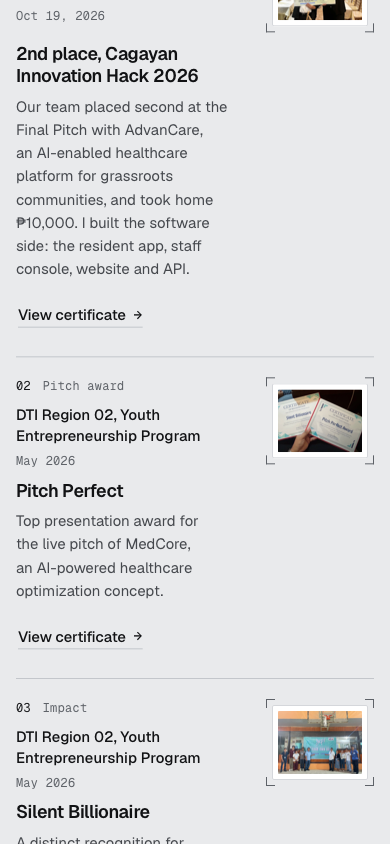 Oct 19, 2026
2nd place, Cagayan
Innovation Hack 2026
Our team placed second at the
Final Pitch with AdvanCare,
an AI-enabled healthcare
platform for grassroots
communities, and took home
₱10,000. I built the software
side: the resident app, staff
console, website and API.
View certificate →
02 Pitch award
DTI Region 02, Youth
Entrepreneurship Program
May 2026
Pitch Perfect
Top presentation award for
the live pitch of MedCore,
an AI-powered healthcare
optimization concept.
View certificate →
03 Impact
DTI Region 02, Youth
Entrepreneurship Program
May 2026
Silent Billionaire
A distinct recognition for